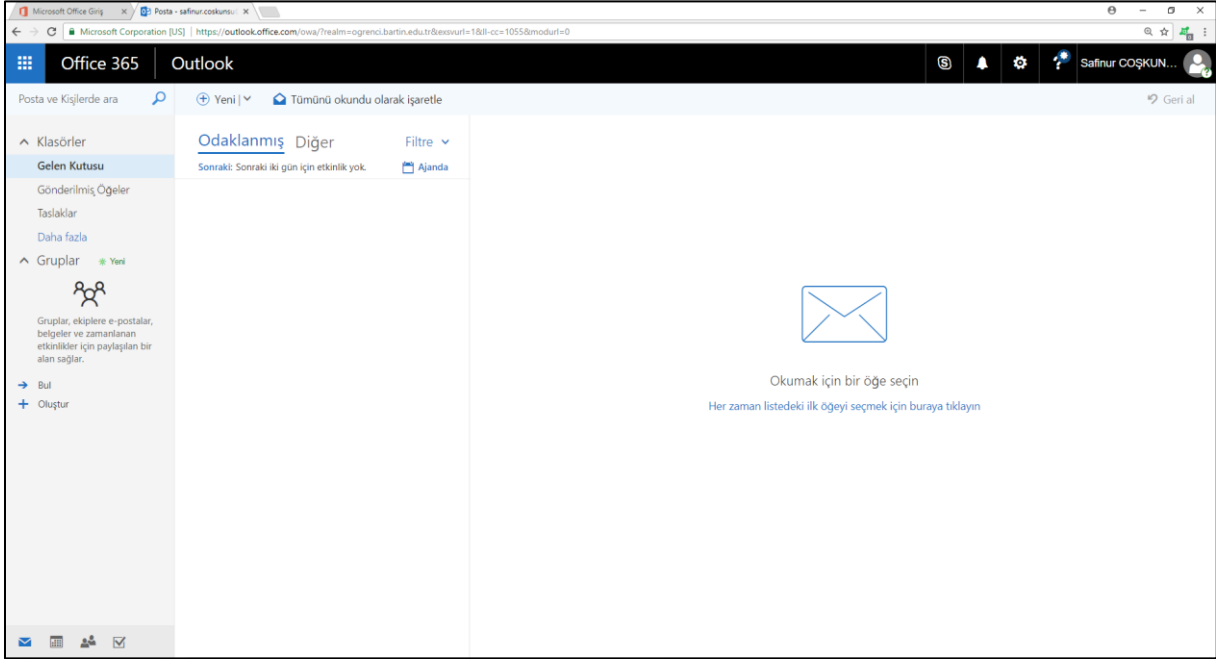 Microsoft Office Giriş
Posta - safinur.coskunsu
Microsoft Corporation [US] | https://outlook.office.com/owa/?realm=ogrenci.bartin.edu.tr&exsvurl=1&ll-cc=1055&modurl=0
Office 365
Outlook
Safinur COŞKUN...
Posta ve Kişilerde ara
Yeni
Tümünü okundu olarak işaretle
Geri al
Klasörler
Gelen Kutusu
Gönderilmiş Öğeler
Taslaklar
Daha fazla
Gruplar
Yeni
Gruplar, ekiplere e-postalar,
belgeler ve zamanlanan
etkinlikler için paylaşılan bir
alan sağlar.
Bul
Oluştur
Odaklanmış Diğer
Filtre
Sonraki: Sonraki iki gün için etkinlik yok.
Ajanda
Okumak için bir öğe seçin
Her zaman listedeki ilk öğeyi seçmek için buraya tıklayın